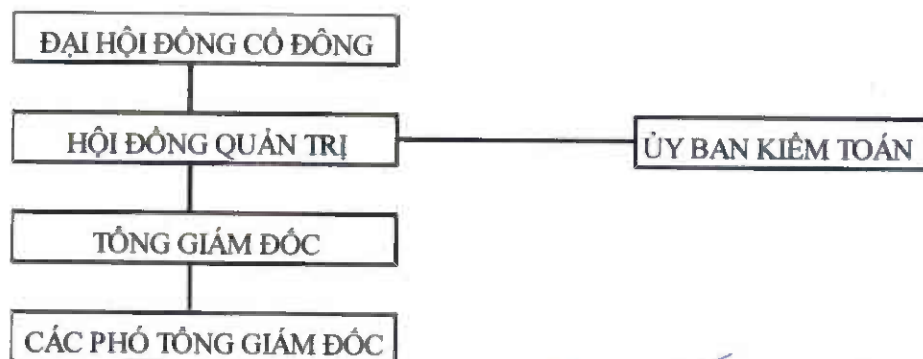 ĐẠI HỘI ĐỒNG CỔ ĐÔNG
HỘI ĐỒNG QUẢN TRỊ
ỦY BAN KIỂM TOÁN
TỔNG GIÁM ĐỐC
CÁC PHÓ TỔNG GIÁM ĐỐC